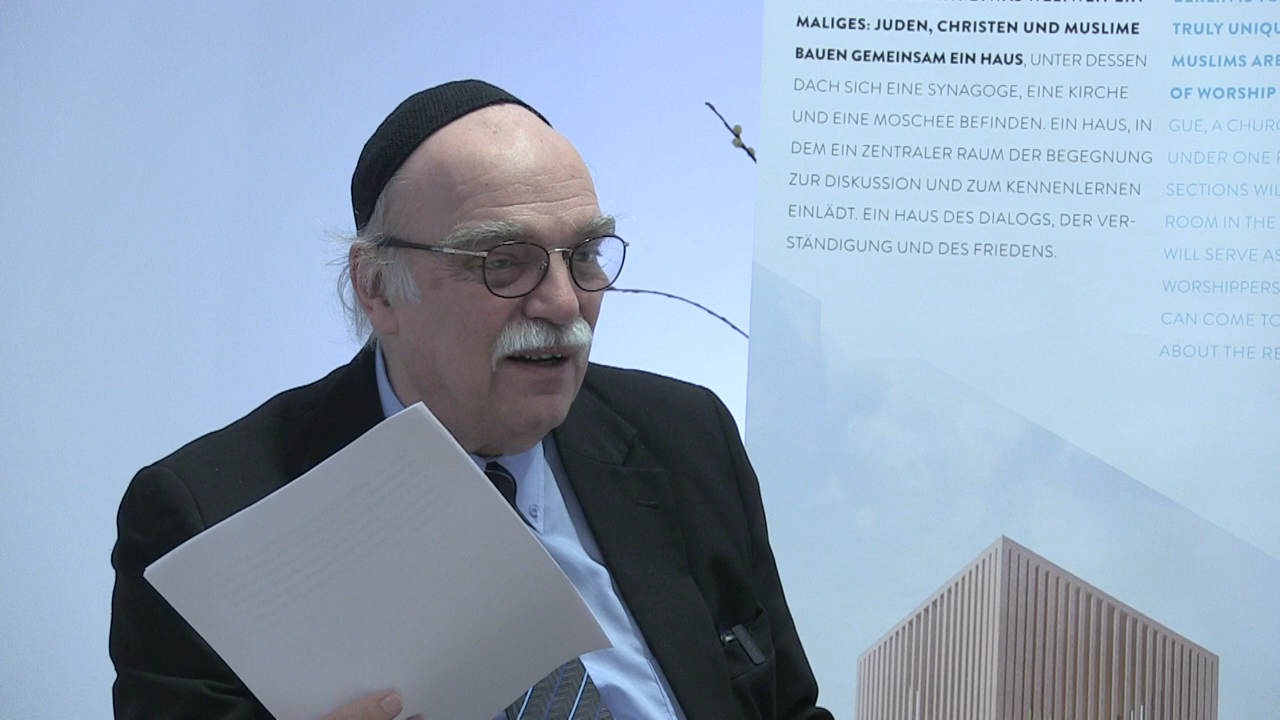 MALIGES: JUDEN, CHRISTEN UND MUSLIME
BAUEN GEMEINSAM EIN HAUS, UNTER DESSEN
DACH SICH EINE SYNAGOGE, EINE KIRCHE
UND EINE MOSCHEE BEFINDEN. EIN HAUS, IN
DEM EIN ZENTRALER RAUM DER BEGEGNUNG
ZUR DISKUSSION UND ZUM KENNENLERNEN
EINLÄDT. EIN HAUS DES DIALOGS, DER VER-
STÄNDIGUNG UND DES FRIEDENS.
TRULY UNIQU
MUSLIMS ARE
OF WORSHIP
GUE, A CHURC
UNDER ONE
SECTIONS WIL
ROOM IN THE
WILL SERVE AS
WORSHIPPERS
CAN COME TO
ABOUT THE RE